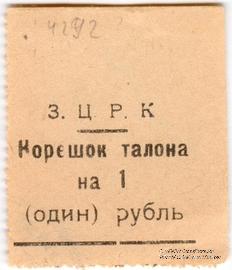 4292
З. Ц. Р. К
Корешок талона
на 1
(один) рубль